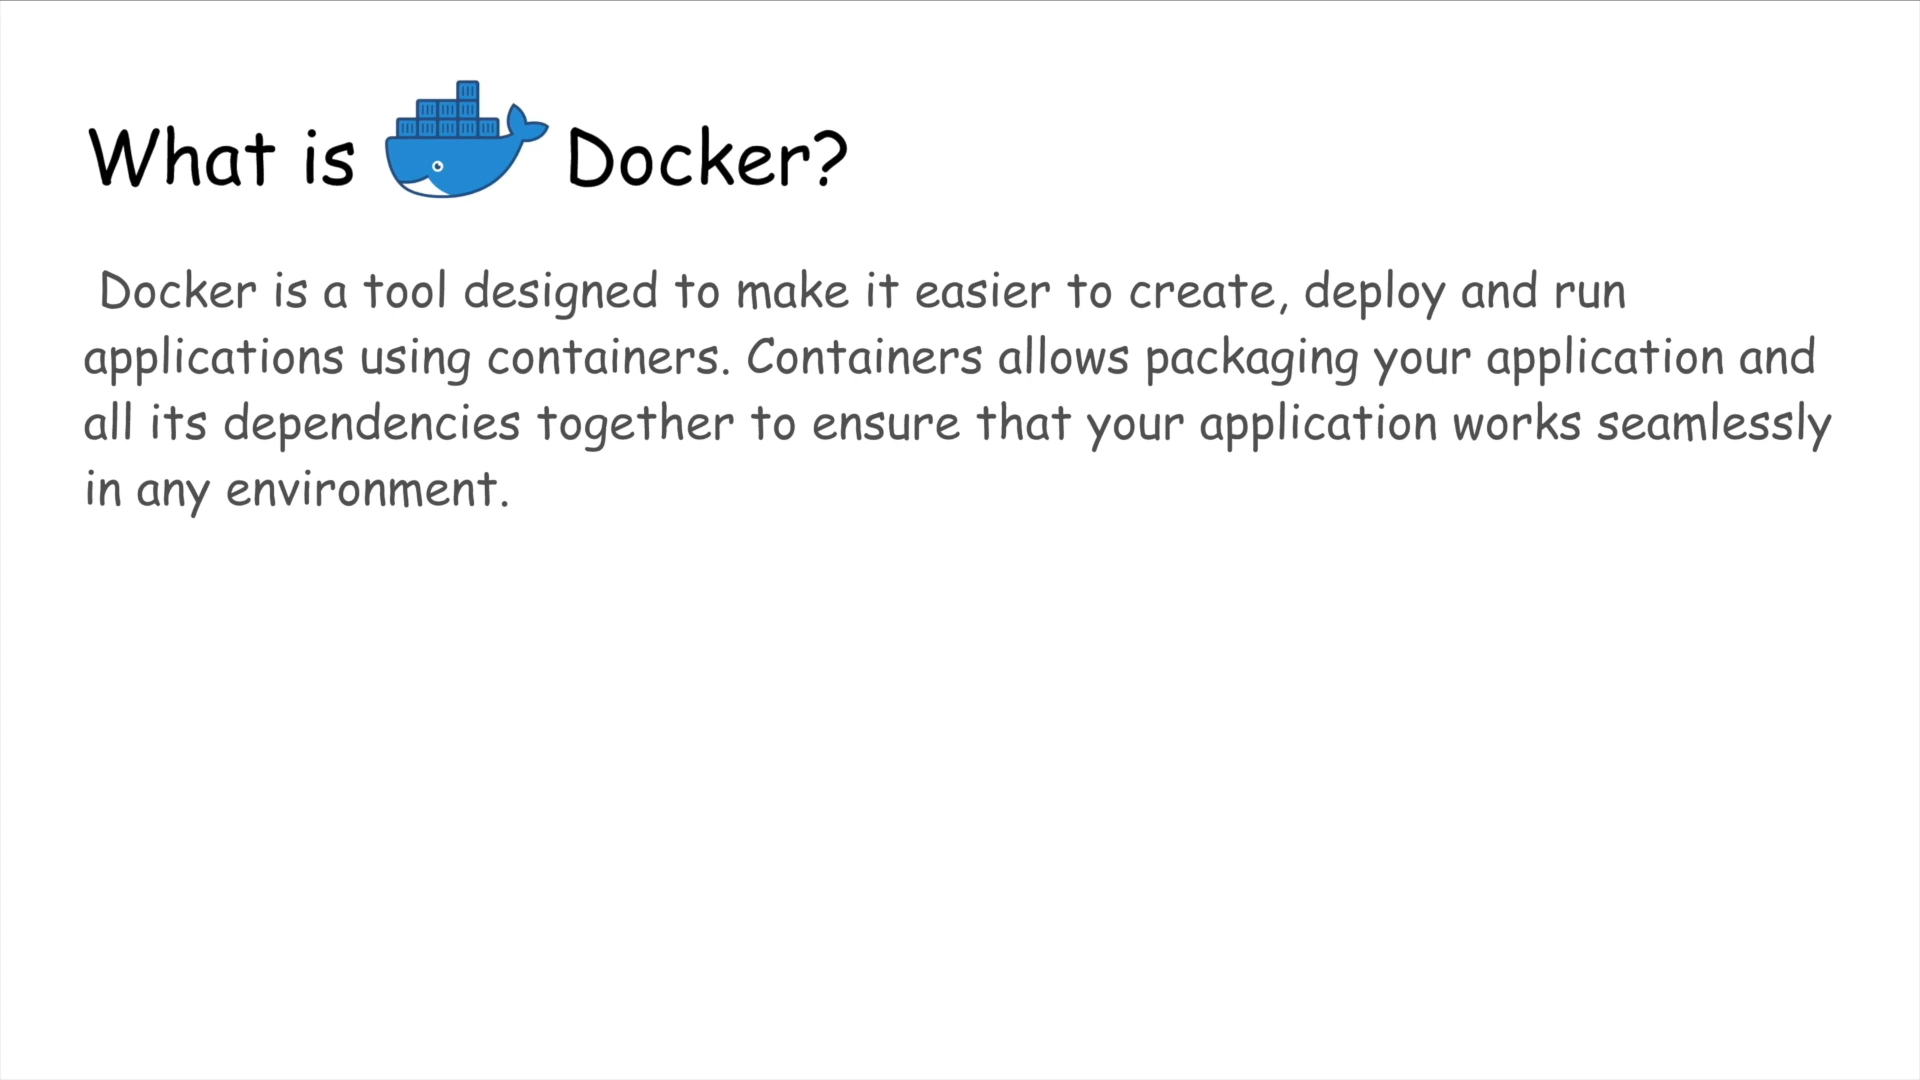 What is Docker?
Docker is a tool designed to make it easier to create, deploy and run
applications using containers. Containers allows packaging your application and
all its dependencies together to ensure that your application works seamlessly
in any environment.